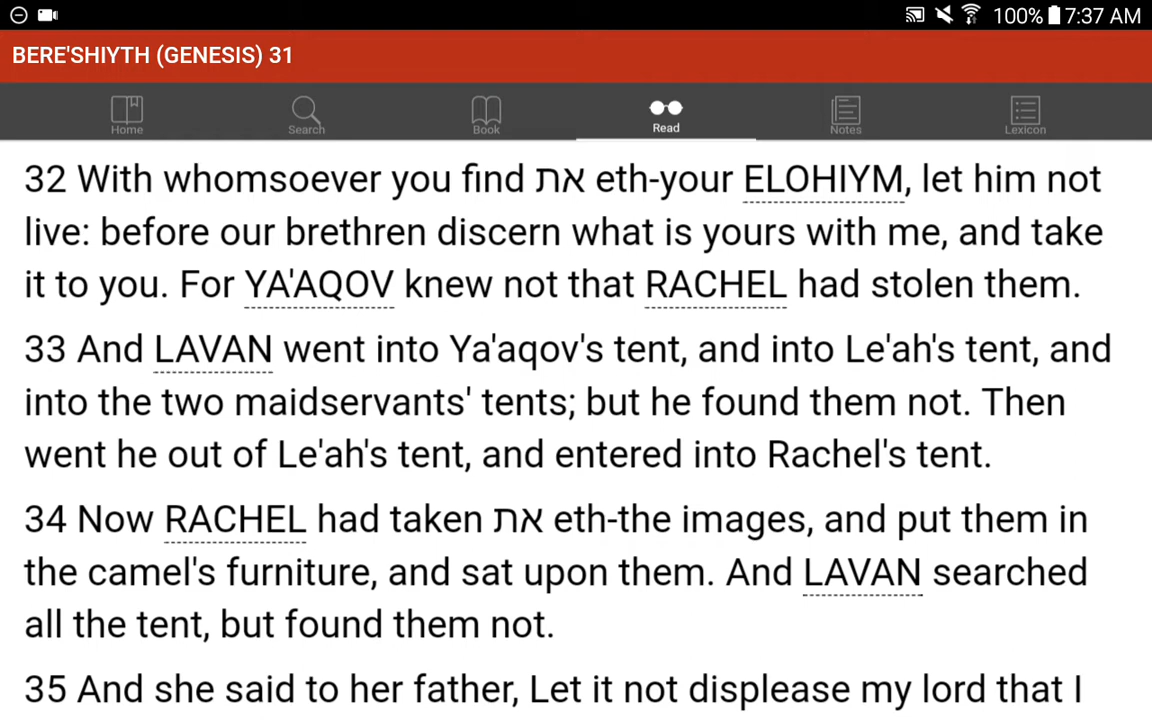 100% 7:37 AM
BERE'SHIYTH (GENESIS) 31
Home Search Book Read Notes Lexicon
32 With whomsoever you find את eth-your ELOHIYM, let him not
live: before our brethren discern what is yours with me, and take
it to you. For YA'AQOV knew not that RACHEL had stolen them.
33 And LAVAN went into Ya'aqov's tent, and into Le'ah's tent, and
into the two maidservants' tents; but he found them not. Then
went he out of Le'ah's tent, and entered into Rachel's tent.
34 Now RACHEL had taken את eth-the images, and put them in
the camel's furniture, and sat upon them. And LAVAN searched
all the tent, but found them not.
35 And she said to her father, Let it not displease my lord that I